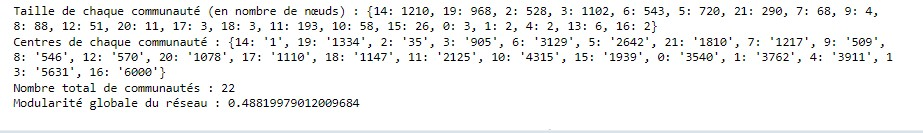 Taille de chaque communauté (en nombre de nœuds) : {14: 1210, 19: 968, 2: 528, 3: 1102, 6: 543, 5: 720, 21: 290, 7: 68, 9: 4,
8: 88, 12: 51, 20: 11, 17: 3, 18: 3, 11: 193, 10: 58, 15: 26, 0: 3, 1: 2, 4: 2, 13: 6, 16: 2}
Centres de chaque communauté : {14: '1', 19: '1334', 2: '35', 3: '905', 6: '3129', 5: '2642', 21: '1810', 7: '1217', 9: '509',
8: '546', 12: '570', 20: '1078', 17: '1110', 18: '1147', 11: '2125', 10: '4315', 15: '1939', 0: '3540', 1: '3762', 4: '3911', 1
3: '5631', 16: '6000'}
Nombre total de communautés : 22
Modularité globale du réseau : 0.48819979012009684